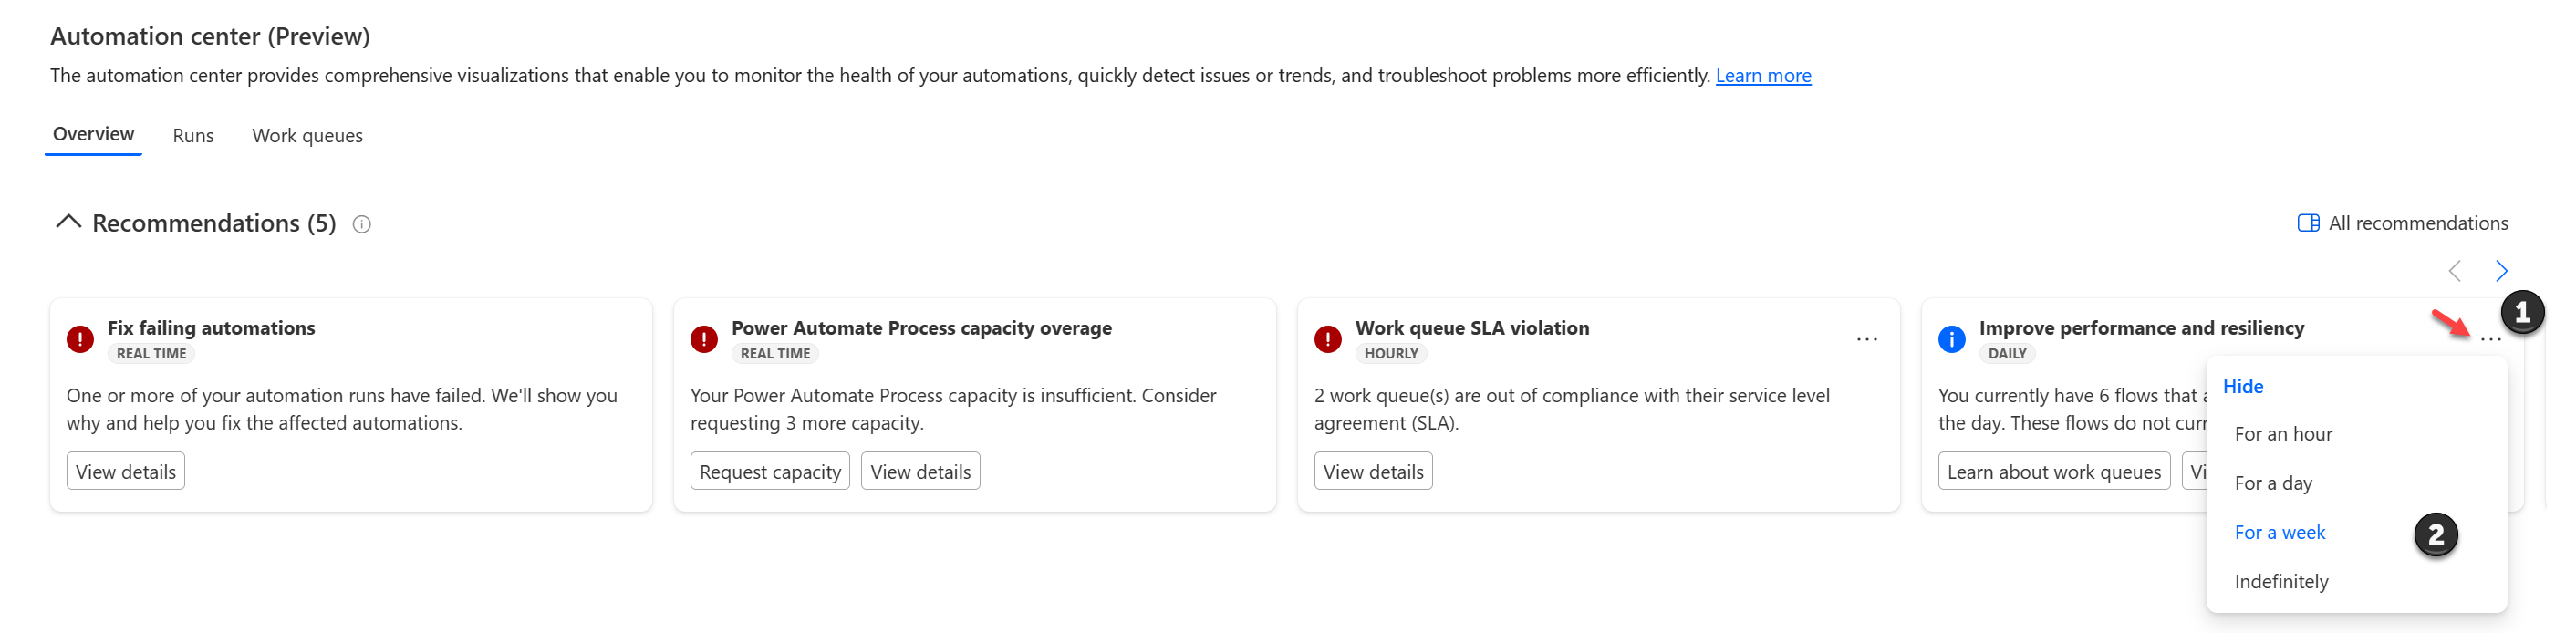 Automation center (Preview)
The automation center provides comprehensive visualizations that enable you to monitor the health of your automations, quickly detect issues or trends, and troubleshoot problems more efficiently. Learn more
Overview Runs Work queues
Recommendations (5)
All recommendations
Fix failing automations
REAL TIME
One or more of your automation runs have failed. We'll show you
why and help you fix the affected automations.
View details
Power Automate Process capacity overage
REAL TIME
Your Power Automate Process capacity is insufficient. Consider
requesting 3 more capacity.
Request capacity View details
Work queue SLA violation
HOURLY
...
2 work queue(s) are out of compliance with their service level
agreement (SLA).
View details
Improve performance and resiliency
DAILY
...
1
You currently have 6 flows that
the day. These flows do not
Learn about work queues
Hide
For an hour
For a day
For a week
2
Indefinitely